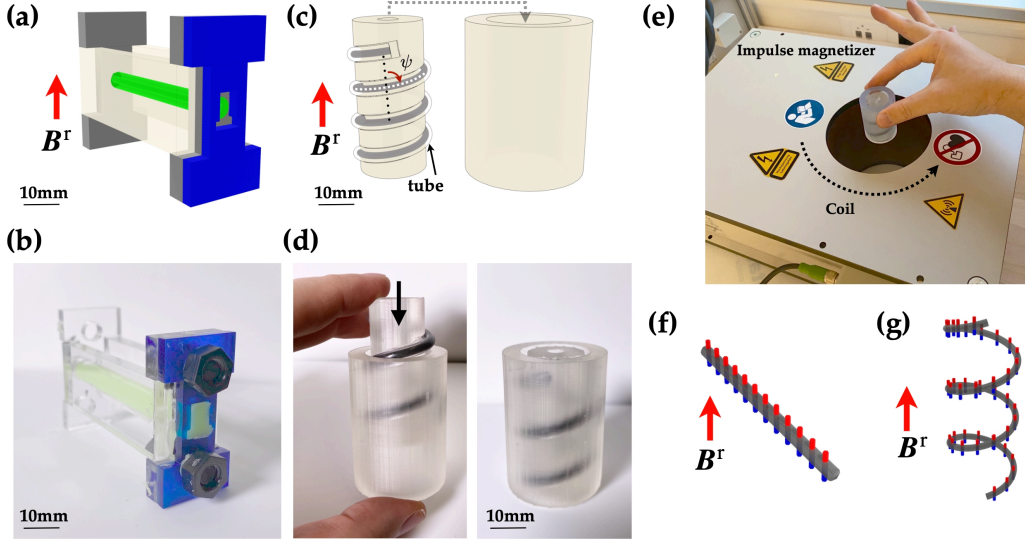 (a)
B^r
10mm
(b)
10mm
(c)
ψ
B^r
tube
10mm
(d)
10mm
(e)
Impulse magnetizer
Coil
(f)
B^r
(g)
B^r